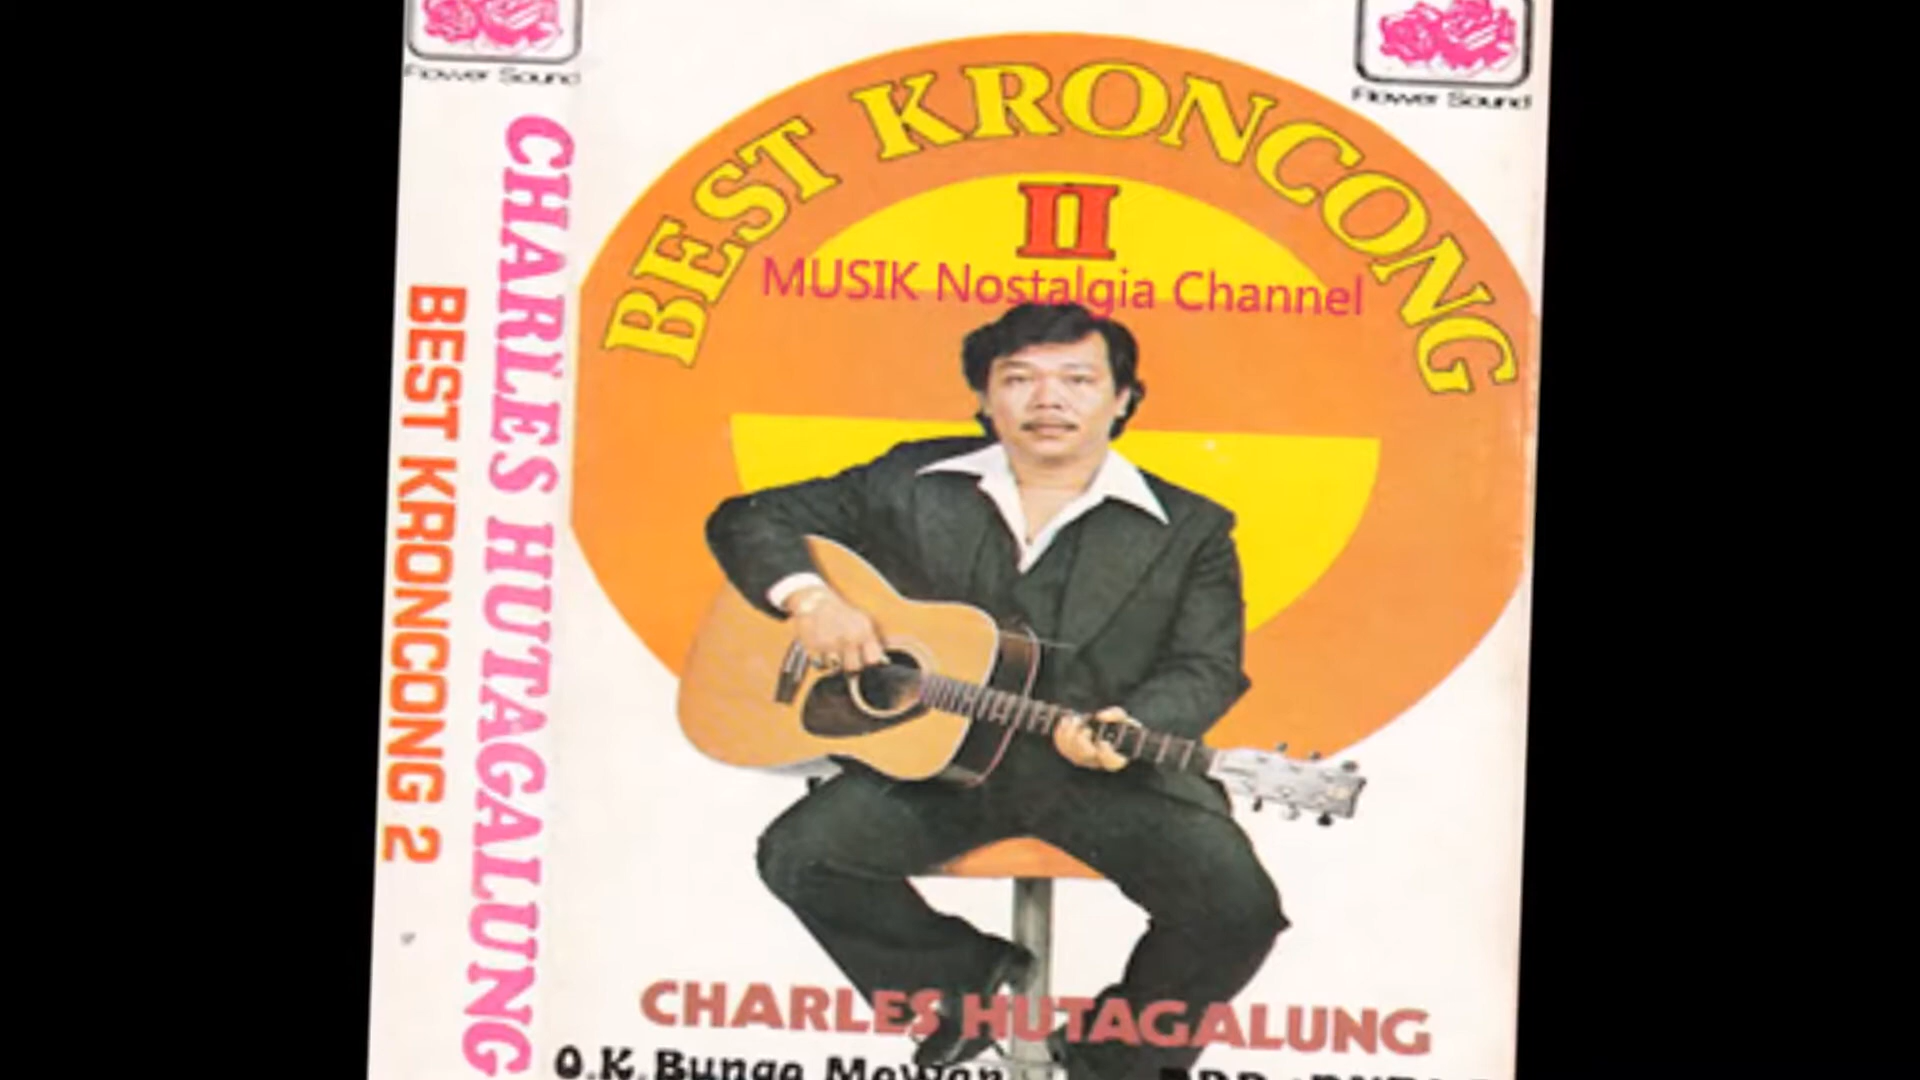 Flower Sound
CHARLES HUTAGALUNG
BEST KRONCONG 2
Flower Sound
BEST KRONCONG
II
MUSIK Nostalgia Channel
CHARLES HUTAGALUNG
O.K. Bunga Mawar